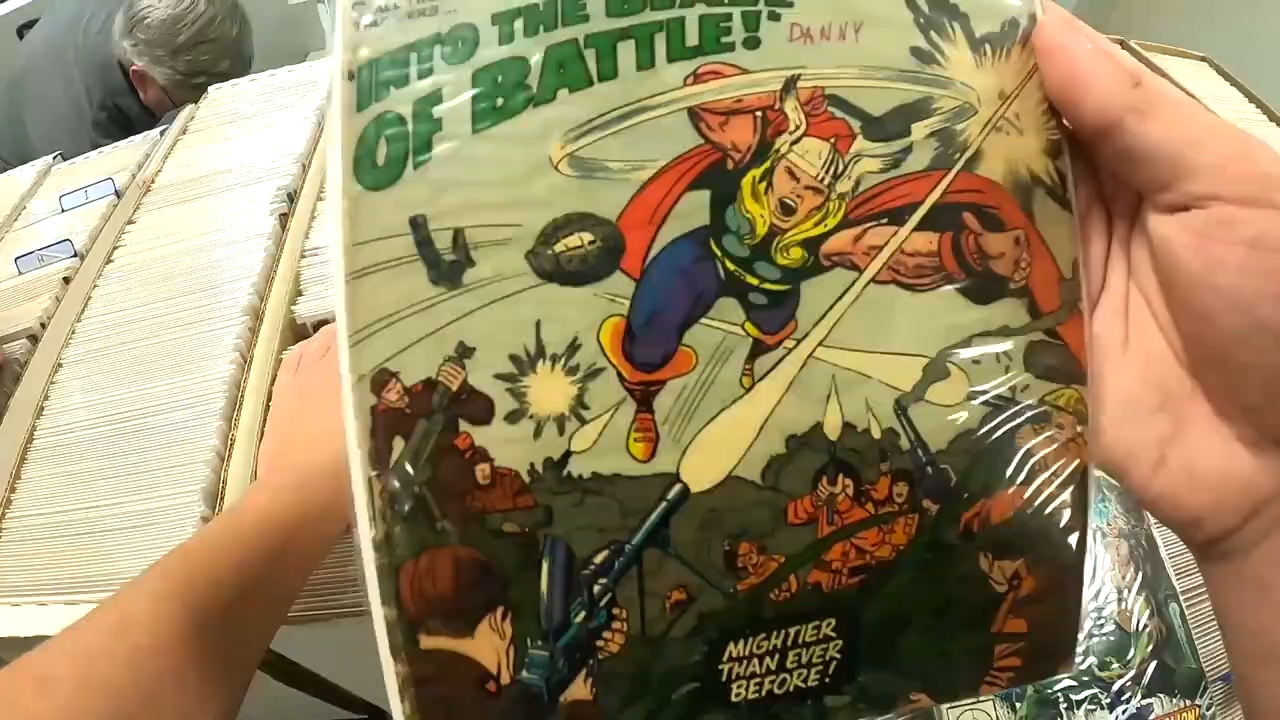 "INTO THE BLAZE
OF BATTLE!"
DANNY
MIGHTIER
THAN EVER
BEFORE!